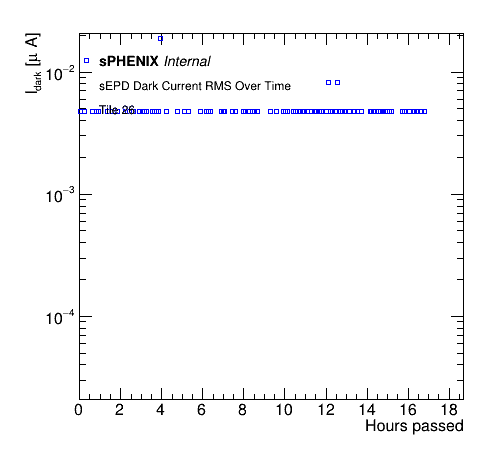 I_dark [μ A]
sPHENIX Internal
10⁻²
sEPD Dark Current RMS Over Time
Tile 26
10⁻³
10⁻⁴
0 2 4 6 8 10 12 14 16 18
Hours passed